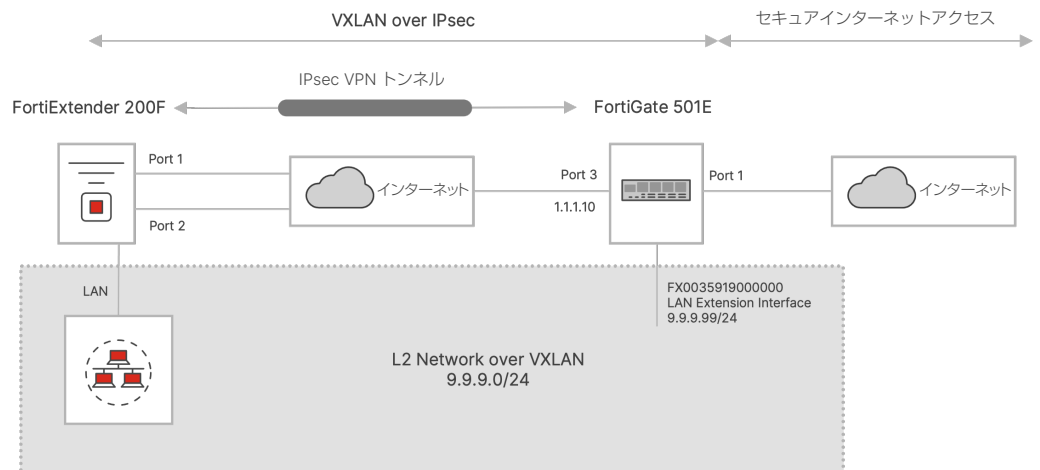 VXLAN over IPsec
セキュアインターネットアクセス
IPsec VPN トンネル
FortiExtender 200F
FortiGate 501E
Port 1
Port 2
インターネット
Port 3
1.1.1.10
Port 1
インターネット
LAN
FX0035919000000
LAN Extension Interface
9.9.9.99/24
L2 Network over VXLAN
9.9.9.0/24